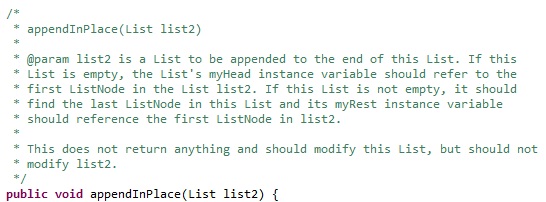 /*
 * appendInPlace(List list2)
 *
 * @param list2 is a List to be appended to the end of this List. If this
 * List is empty, the List's myHead instance variable should refer to the
 * first ListNode in the List list2. If this List is not empty, it should
 * find the last ListNode in this List and its myRest instance variable
 * should reference the first ListNode in list2.
 *
 * This does not return anything and should modify this List, but should not
 * modify list2.
 */
public void appendInPlace(List list2) {